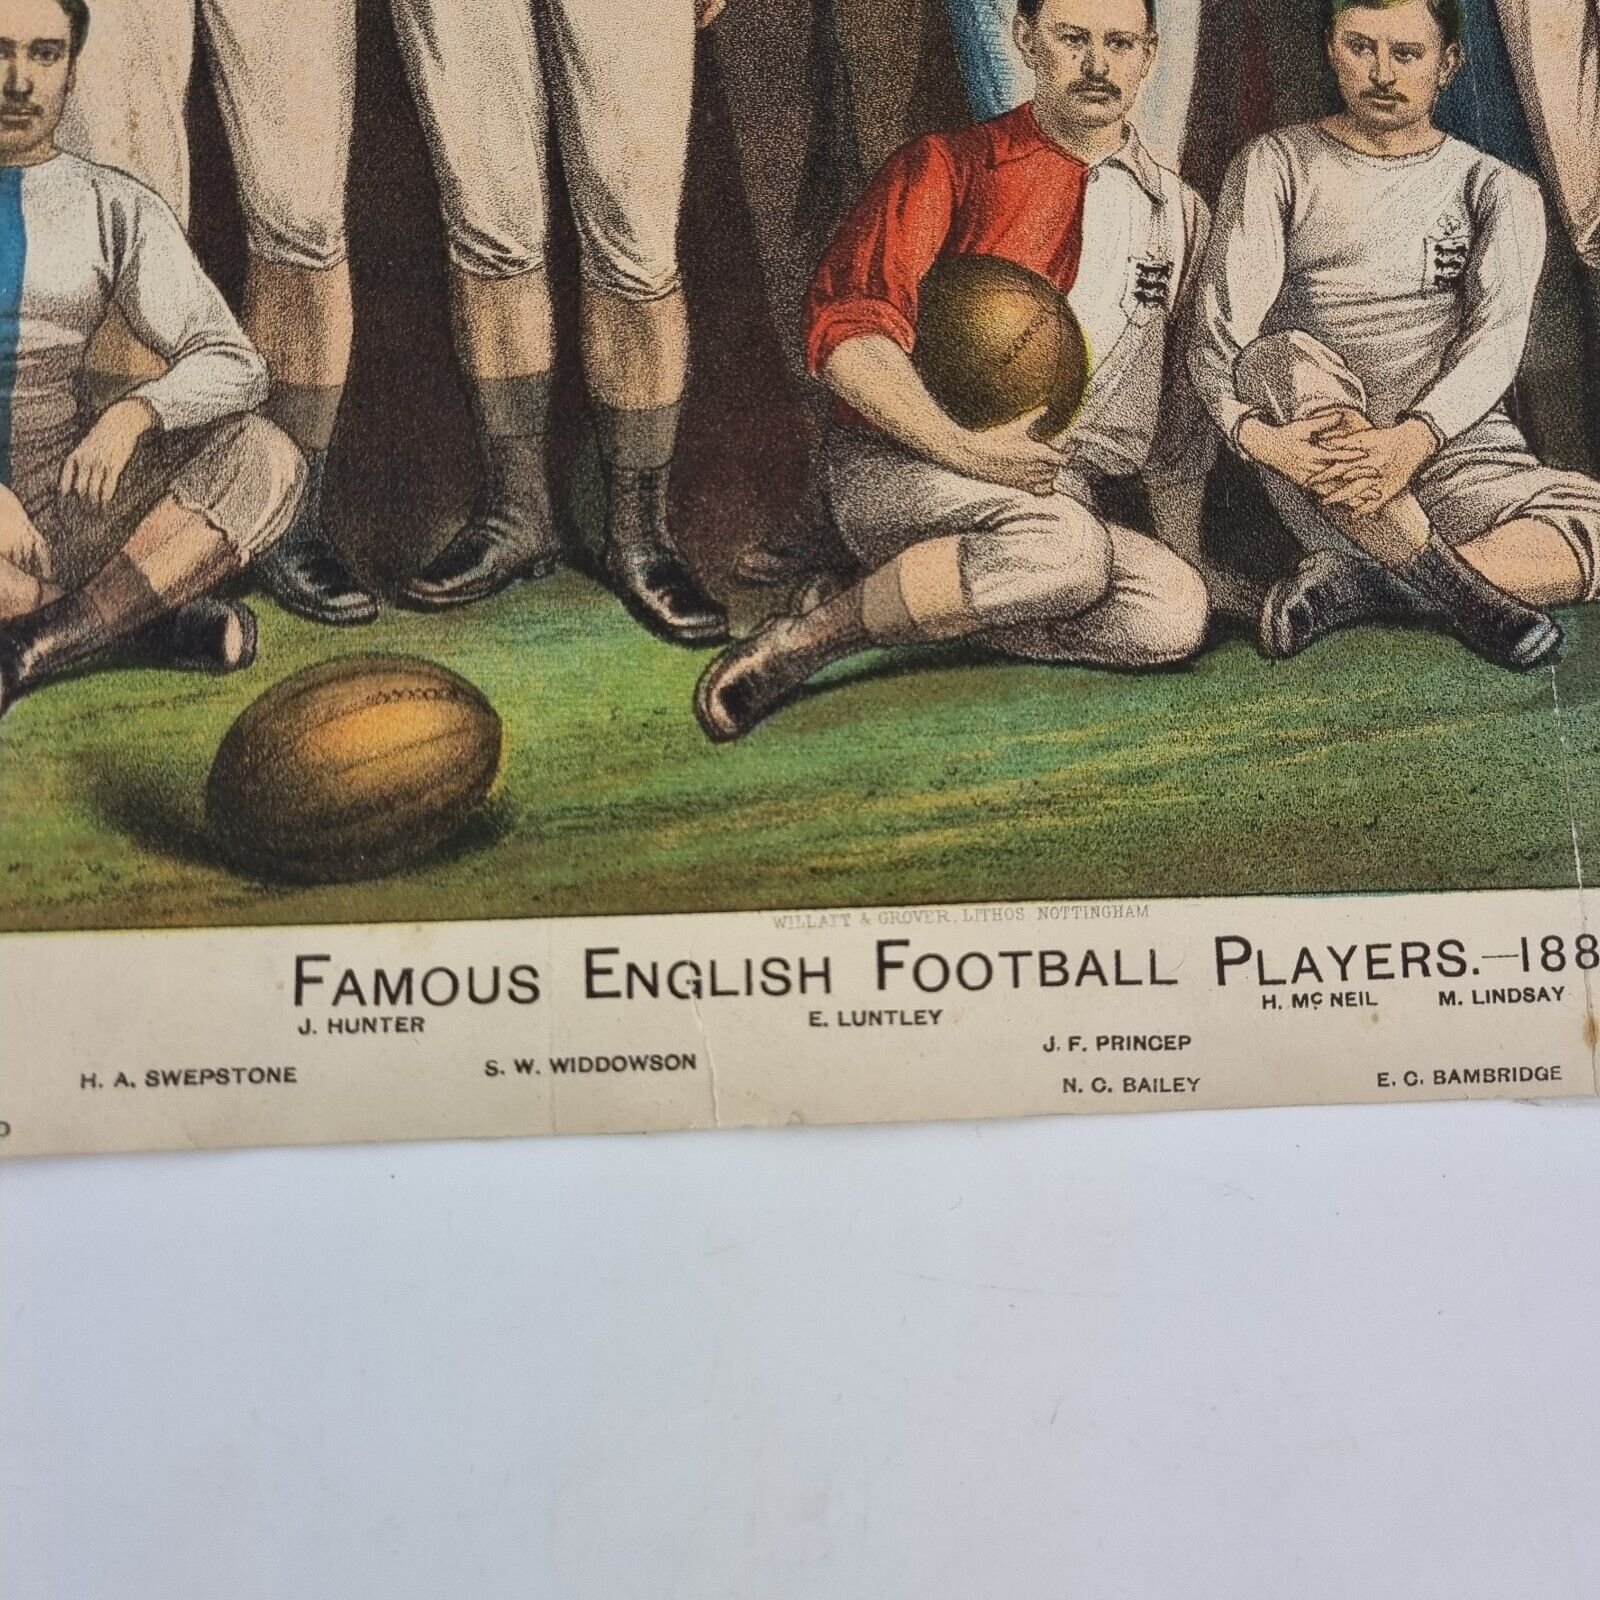 WILLATT & GROVER, LITHOS NOTTINGHAM
FAMOUS ENGLISH FOOTBALL PLAYERS.—188
H. Mc NEIL M. LINDSAY
J. HUNTER E. LUNTLEY
J. F. PRINCEP
S. W. WIDDOWSON
H. A. SWEPSTONE N. C. BAILEY E. C. BAMBRIDGE